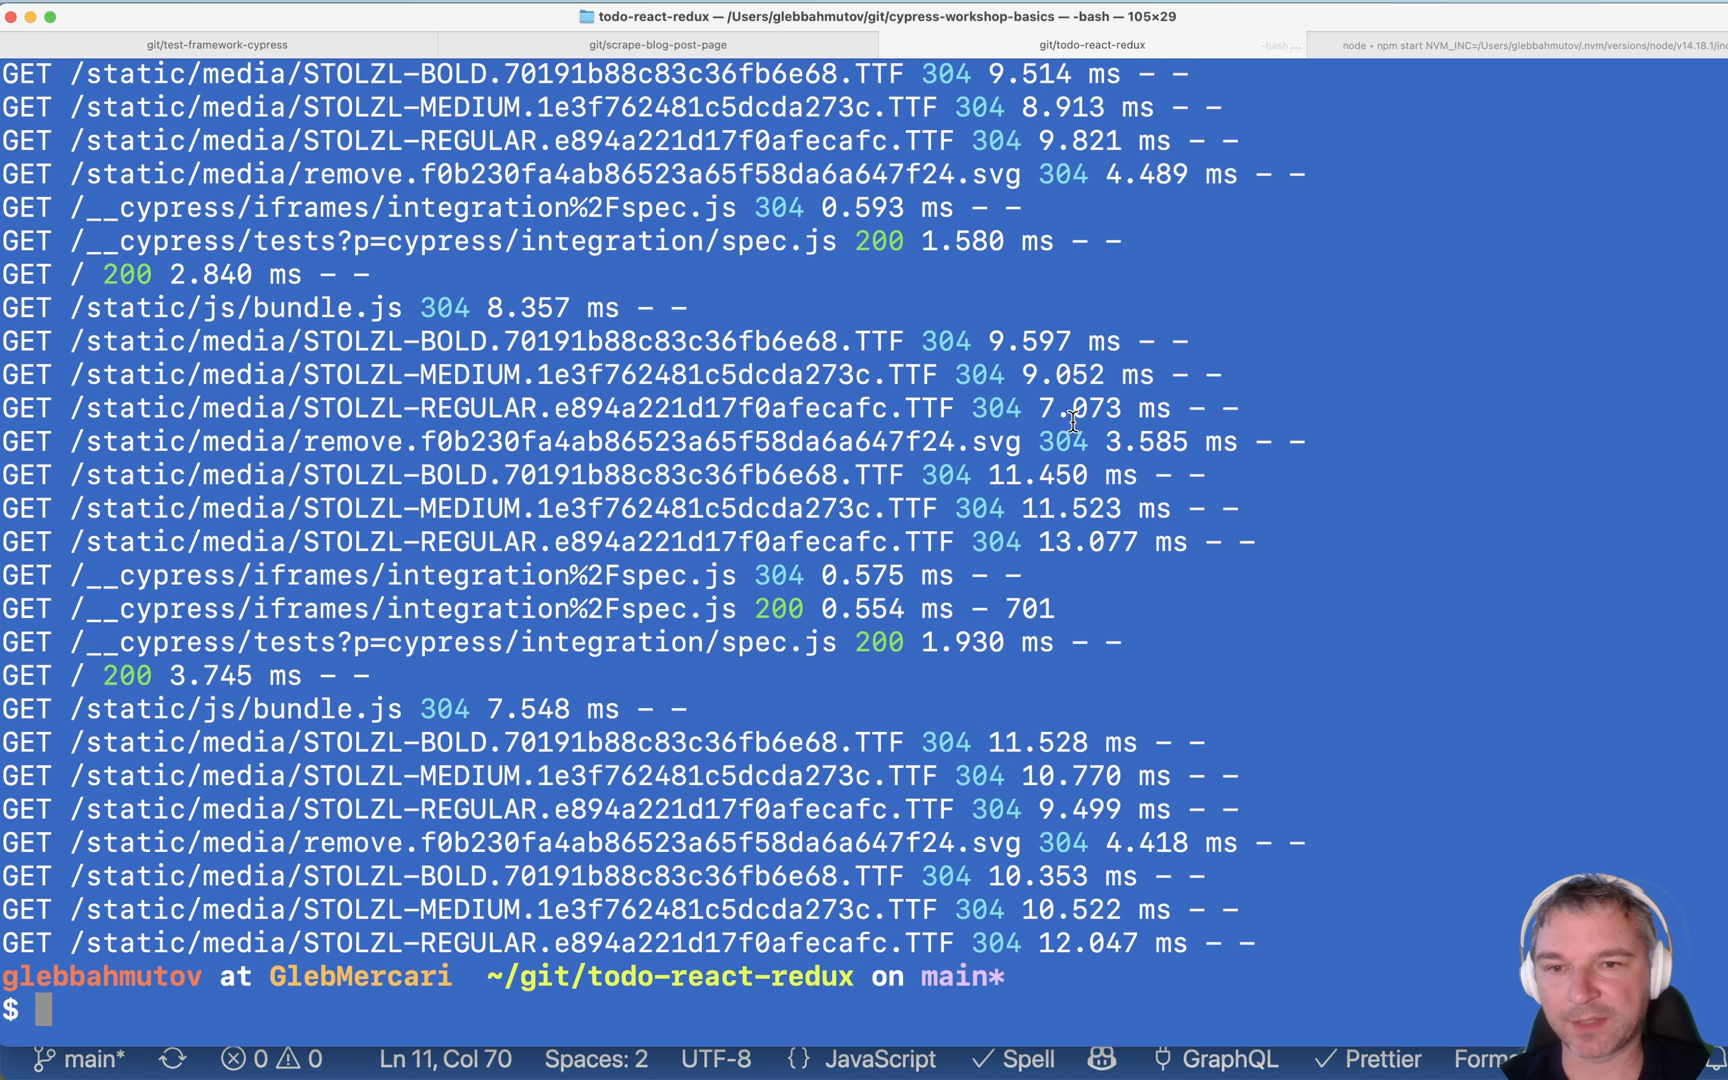 todo-react-redux — /Users/glebbahmutov/git/cypress-workshop-basics — -bash — 105×29
git/test-framework-cypress git/scrape-blog-post-page git/todo-react-redux -bash ... node • npm start NVM_INC=/Users/glebbahmutov/.nvm/versions/node/v14.18.1/inc
GET /static/media/STOLZL-BOLD.70191b88c83c36fb6e68.TTF 304 9.514 ms - -
GET /static/media/STOLZL-MEDIUM.1e3f762481c5dcda273c.TTF 304 8.913 ms - -
GET /static/media/STOLZL-REGULAR.e894a221d17f0afecafc.TTF 304 9.821 ms - -
GET /static/media/remove.f0b230fa4ab86523a65f58da6a647f24.svg 304 4.489 ms - -
GET /__cypress/iframes/integration%2Fspec.js 304 0.593 ms - -
GET /__cypress/tests?p=cypress/integration/spec.js 200 1.580 ms - -
GET / 200 2.840 ms - -
GET /static/js/bundle.js 304 8.357 ms - -
GET /static/media/STOLZL-BOLD.70191b88c83c36fb6e68.TTF 304 9.597 ms - -
GET /static/media/STOLZL-MEDIUM.1e3f762481c5dcda273c.TTF 304 9.052 ms - -
GET /static/media/STOLZL-REGULAR.e894a221d17f0afecafc.TTF 304 7.073 ms - -
GET /static/media/remove.f0b230fa4ab86523a65f58da6a647f24.svg 304 3.585 ms - -
GET /static/media/STOLZL-BOLD.70191b88c83c36fb6e68.TTF 304 11.450 ms - -
GET /static/media/STOLZL-MEDIUM.1e3f762481c5dcda273c.TTF 304 11.523 ms - -
GET /static/media/STOLZL-REGULAR.e894a221d17f0afecafc.TTF 304 13.077 ms - -
GET /__cypress/iframes/integration%2Fspec.js 304 0.575 ms - -
GET /__cypress/iframes/integration%2Fspec.js 200 0.554 ms - 701
GET /__cypress/tests?p=cypress/integration/spec.js 200 1.930 ms - -
GET / 200 3.745 ms - -
GET /static/js/bundle.js 304 7.548 ms - -
GET /static/media/STOLZL-BOLD.70191b88c83c36fb6e68.TTF 304 11.528 ms - -
GET /static/media/STOLZL-MEDIUM.1e3f762481c5dcda273c.TTF 304 10.770 ms - -
GET /static/media/STOLZL-REGULAR.e894a221d17f0afecafc.TTF 304 9.499 ms - -
GET /static/media/remove.f0b230fa4ab86523a65f58da6a647f24.svg 304 4.418 ms - -
GET /static/media/STOLZL-BOLD.70191b88c83c36fb6e68.TTF 304 10.353 ms - -
GET /static/media/STOLZL-MEDIUM.1e3f762481c5dcda273c.TTF 304 10.522 ms - -
GET /static/media/STOLZL-REGULAR.e894a221d17f0afecafc.TTF 304 12.047 ms - -
glebbahmutov at GlebMercari ~/git/todo-react-redux on main*
$
main* 0 0 Ln 11, Col 70 Spaces: 2 UTF-8 {} JavaScript Spell GraphQL Prettier Form